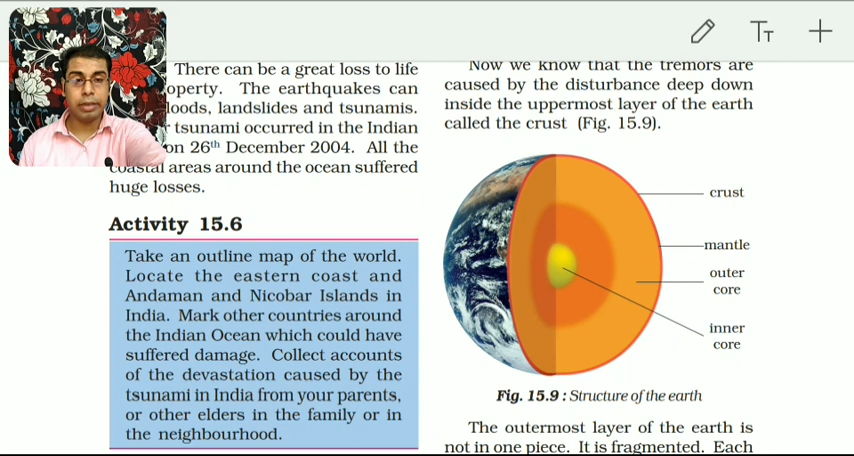 There can be a great loss to life
operty. The earthquakes can
loods, landslides and tsunamis.
tsunami occurred in the Indian
on 26th December 2004. All the
coastal areas around the ocean suffered
huge losses.
Activity 15.6
Take an outline map of the world.
Locate the eastern coast and
Andaman and Nicobar Islands in
India. Mark other countries around
the Indian Ocean which could have
suffered damage. Collect accounts
of the devastation caused by the
tsunami in India from your parents,
or other elders in the family or in
the neighbourhood.
Tт
Now we know that the tremors are
caused by the disturbance deep down
inside the uppermost layer of the earth
called the crust (Fig. 15.9).
crust
mantle
outer
core
inner
core
Fig. 15.9 : Structure of the earth
The outermost layer of the earth is
not in one piece. It is fragmented. Each